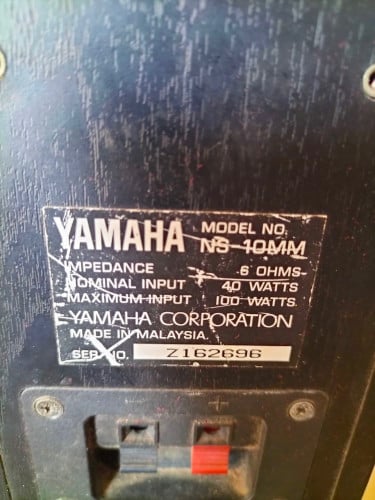 YAMAHA MODEL NO. NS-10MM
IMPEDANCE 6 OHMS
NOMINAL INPUT 40 WATTS
MAXIMUM INPUT 100 WATTS
YAMAHA CORPORATION
MADE IN MALAYSIA.
SER. NO. Z162696
- +